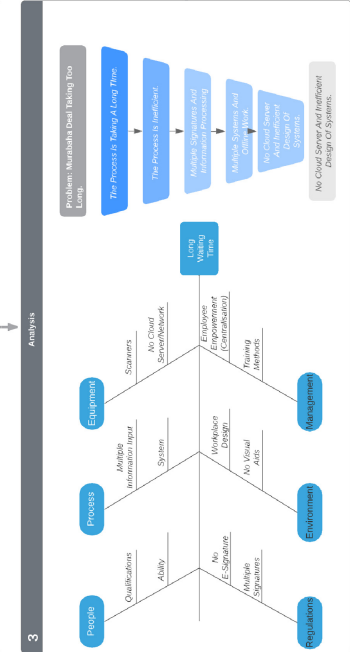 3
Analysis
People
Process
Equipment
Qualifications
Ability
Multiple
Information Input
System
Scanners
No Cloud
Server/Network
Long
Waiting
Time
No
E-Signature
Multiple
Signatures
Workplace
Design
No Visual
Aids
Employee
Empowerment
(Centralisation)
Training
Methods
Regulations
Environment
Management
Problem: Murabaha Deal Taking Too
Long.
The Process Is Taking A Long Time.
The Process Is Inefficient.
Multiple Signatures And
Information Processing
Multiple Systems And
Offline Work
No Cloud Server
And Inefficient
Design Of
Systems.
No Cloud Server And Inefficient
Design Of Systems.